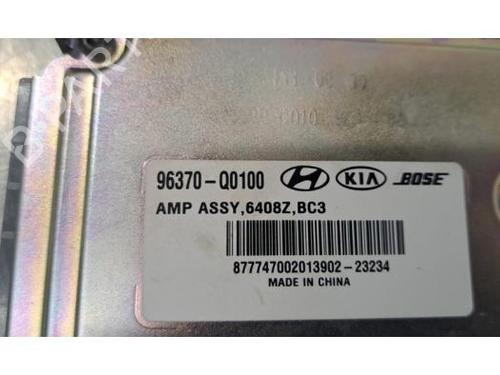 96370-Q0100 KIA BOSE
AMP ASSY,6408Z,BC3
877747002013902-23234
MADE IN CHINA